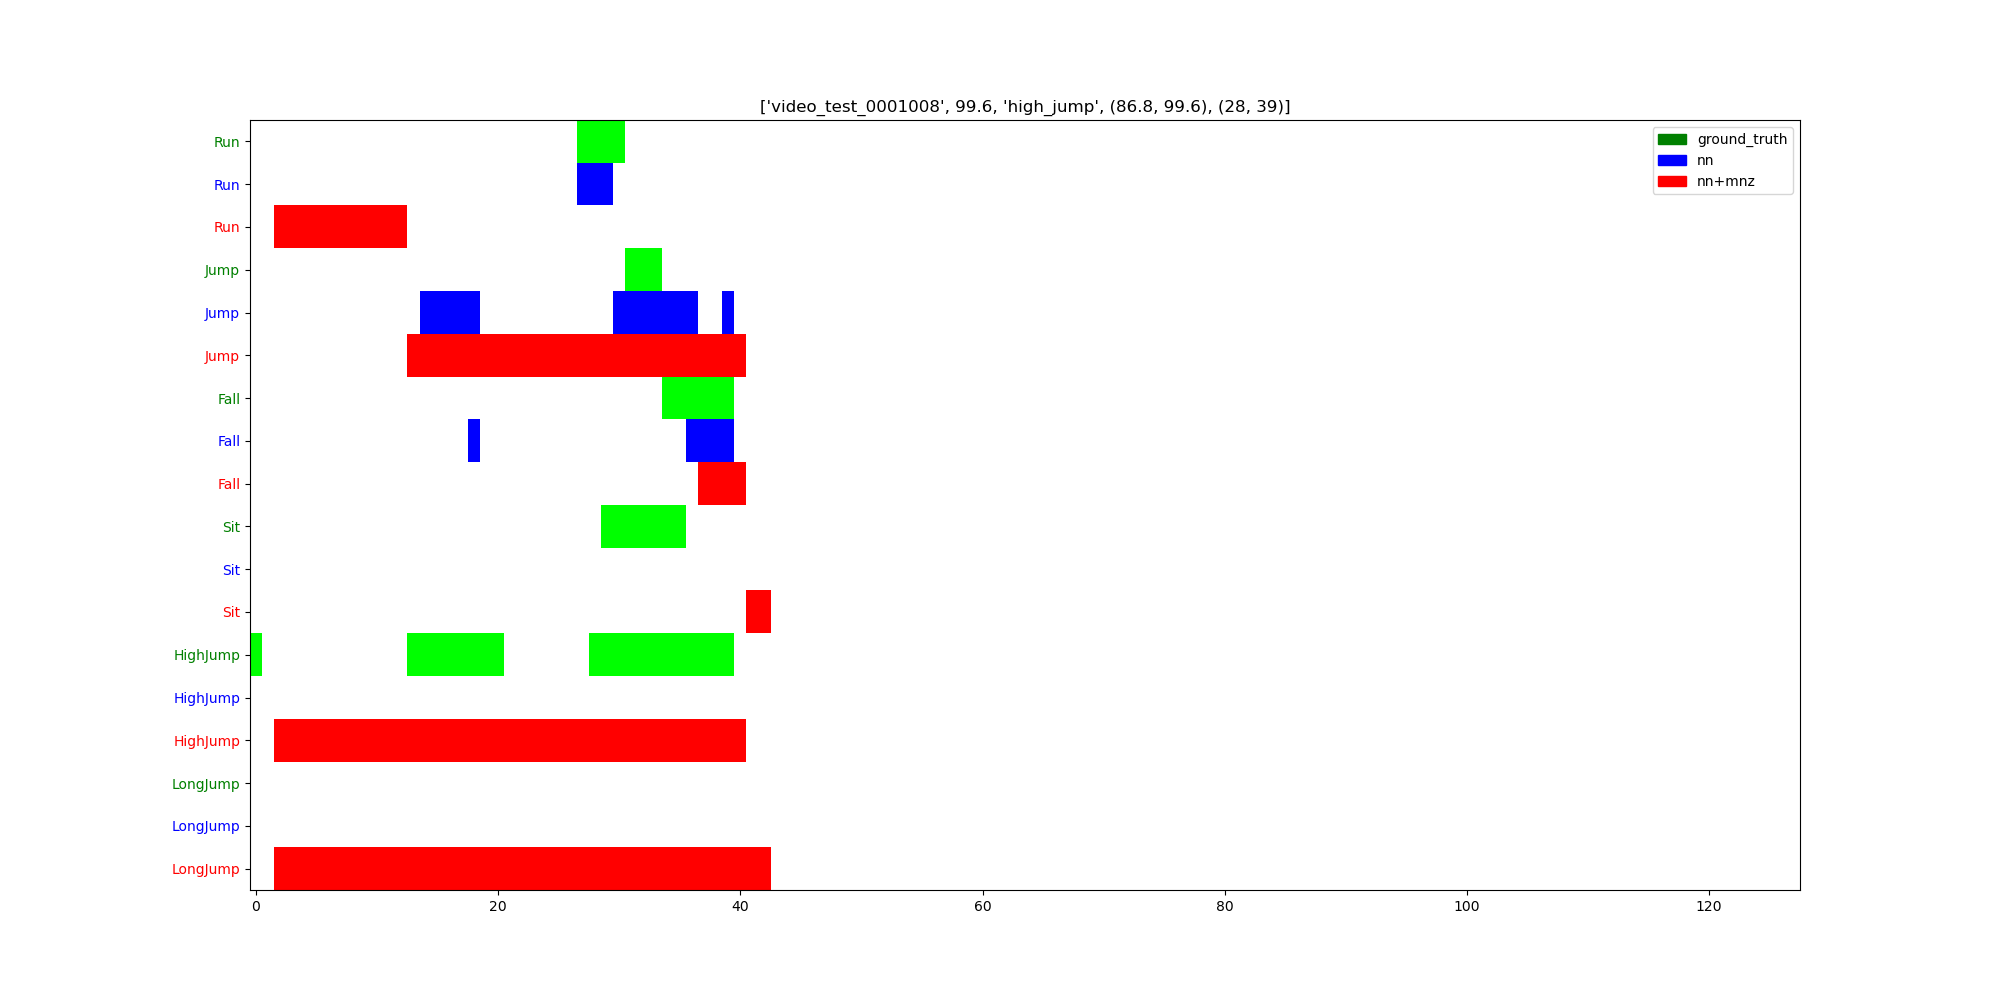 ['video_test_0001008', 99.6, 'high_jump', (86.8, 99.6), (28, 39)]
ground_truth
nn
nn+mnz
Run
Run
Run
Jump
Jump
Jump
Fall
Fall
Fall
Sit
Sit
Sit
HighJump
HighJump
HighJump
LongJump
LongJump
LongJump
0 20 40 60 80 100 120